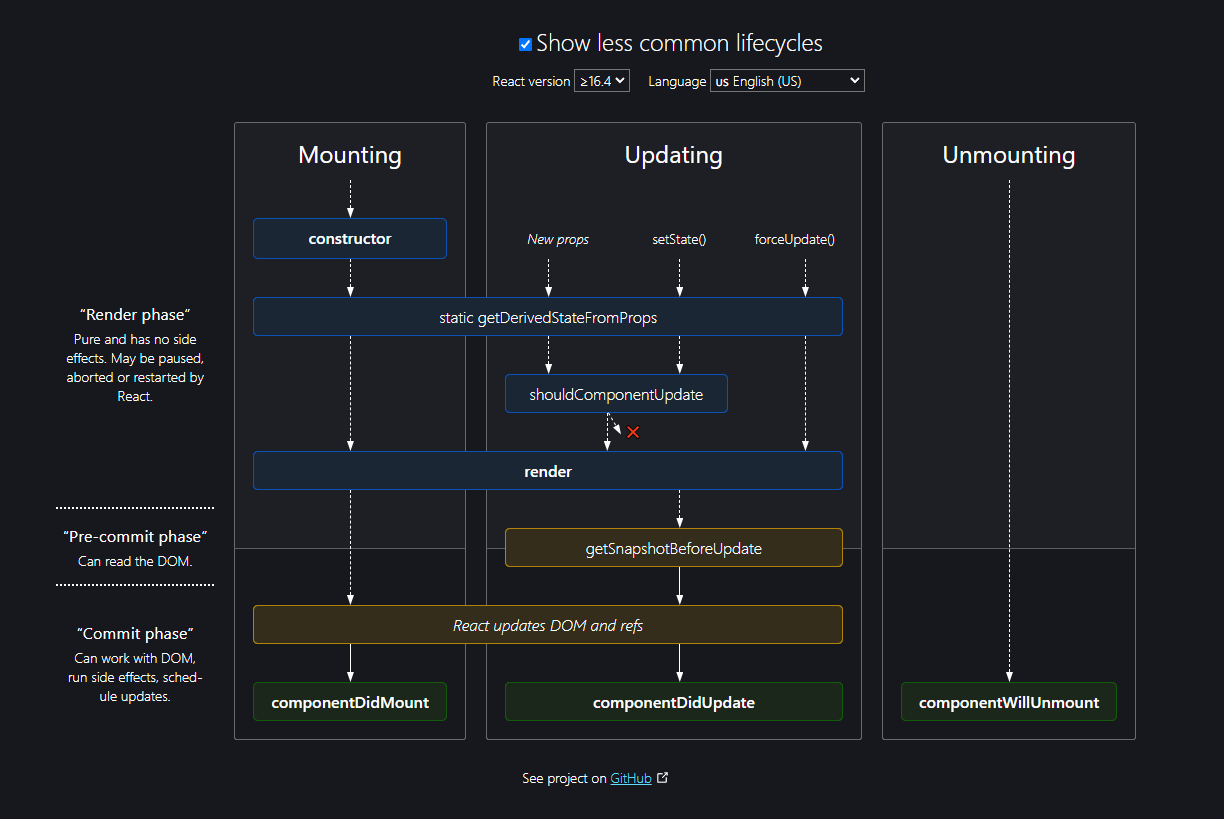 Show less common lifecycles
React version ≥16.4 Language us English (US)
Mounting
Updating
Unmounting
constructor
New props
setState()
forceUpdate()
“Render phase”
Pure and has no side
effects. May be paused,
aborted or restarted by
React.
static getDerivedStateFromProps
shouldComponentUpdate
render
“Pre-commit phase”
Can read the DOM.
getSnapshotBeforeUpdate
“Commit phase”
Can work with DOM,
run side effects, sched-
ule updates.
React updates DOM and refs
componentDidMount
componentDidUpdate
componentWillUnmount
See project on GitHub